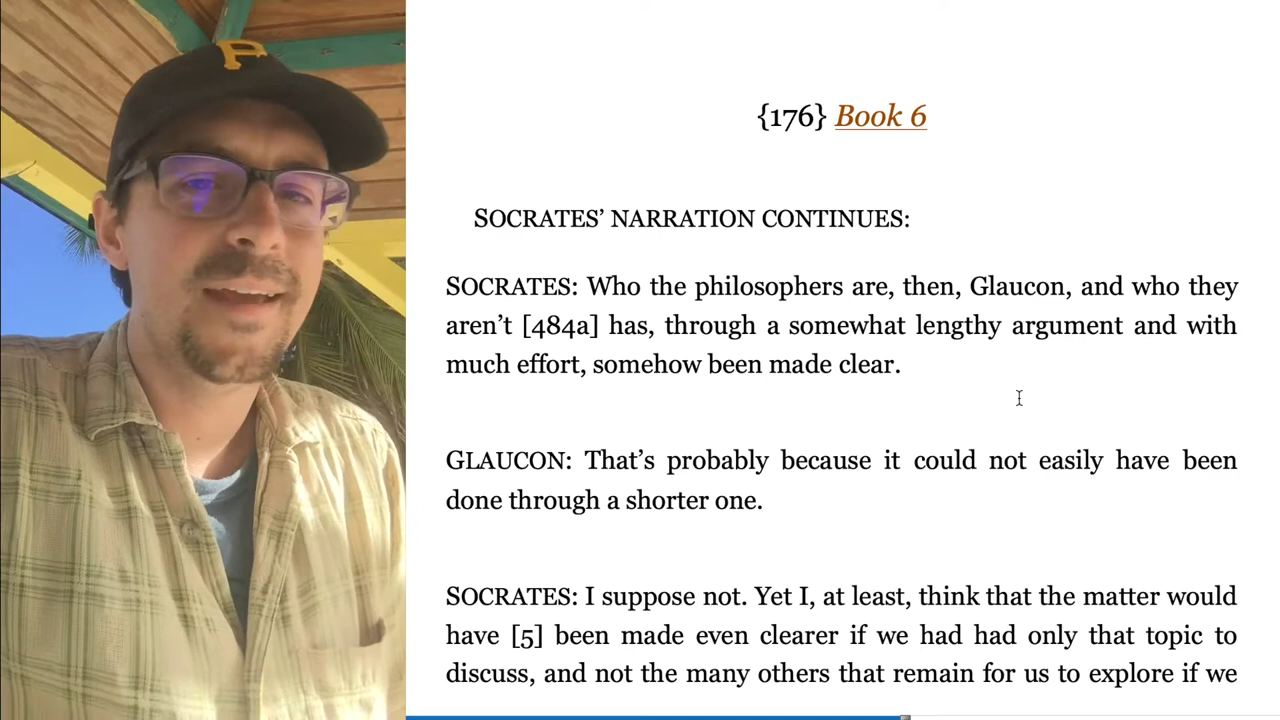 P
{176} Book 6
SOCRATES’ NARRATION CONTINUES:
SOCRATES: Who the philosophers are, then, Glaucon, and who they
aren’t [484a] has, through a somewhat lengthy argument and with
much effort, somehow been made clear.
GLAUCON: That’s probably because it could not easily have been
done through a shorter one.
SOCRATES: I suppose not. Yet I, at least, think that the matter would
have [5] been made even clearer if we had had only that topic to
discuss, and not the many others that remain for us to explore if we